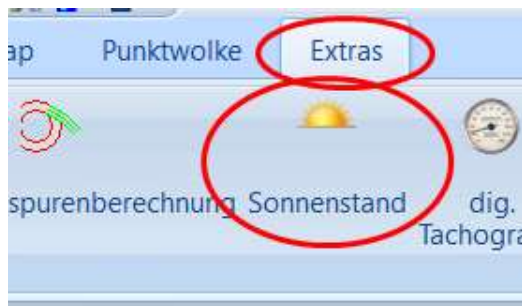 ap Punktwolke Extras
spurenberechnung Sonnenstand dig.
Tachogra